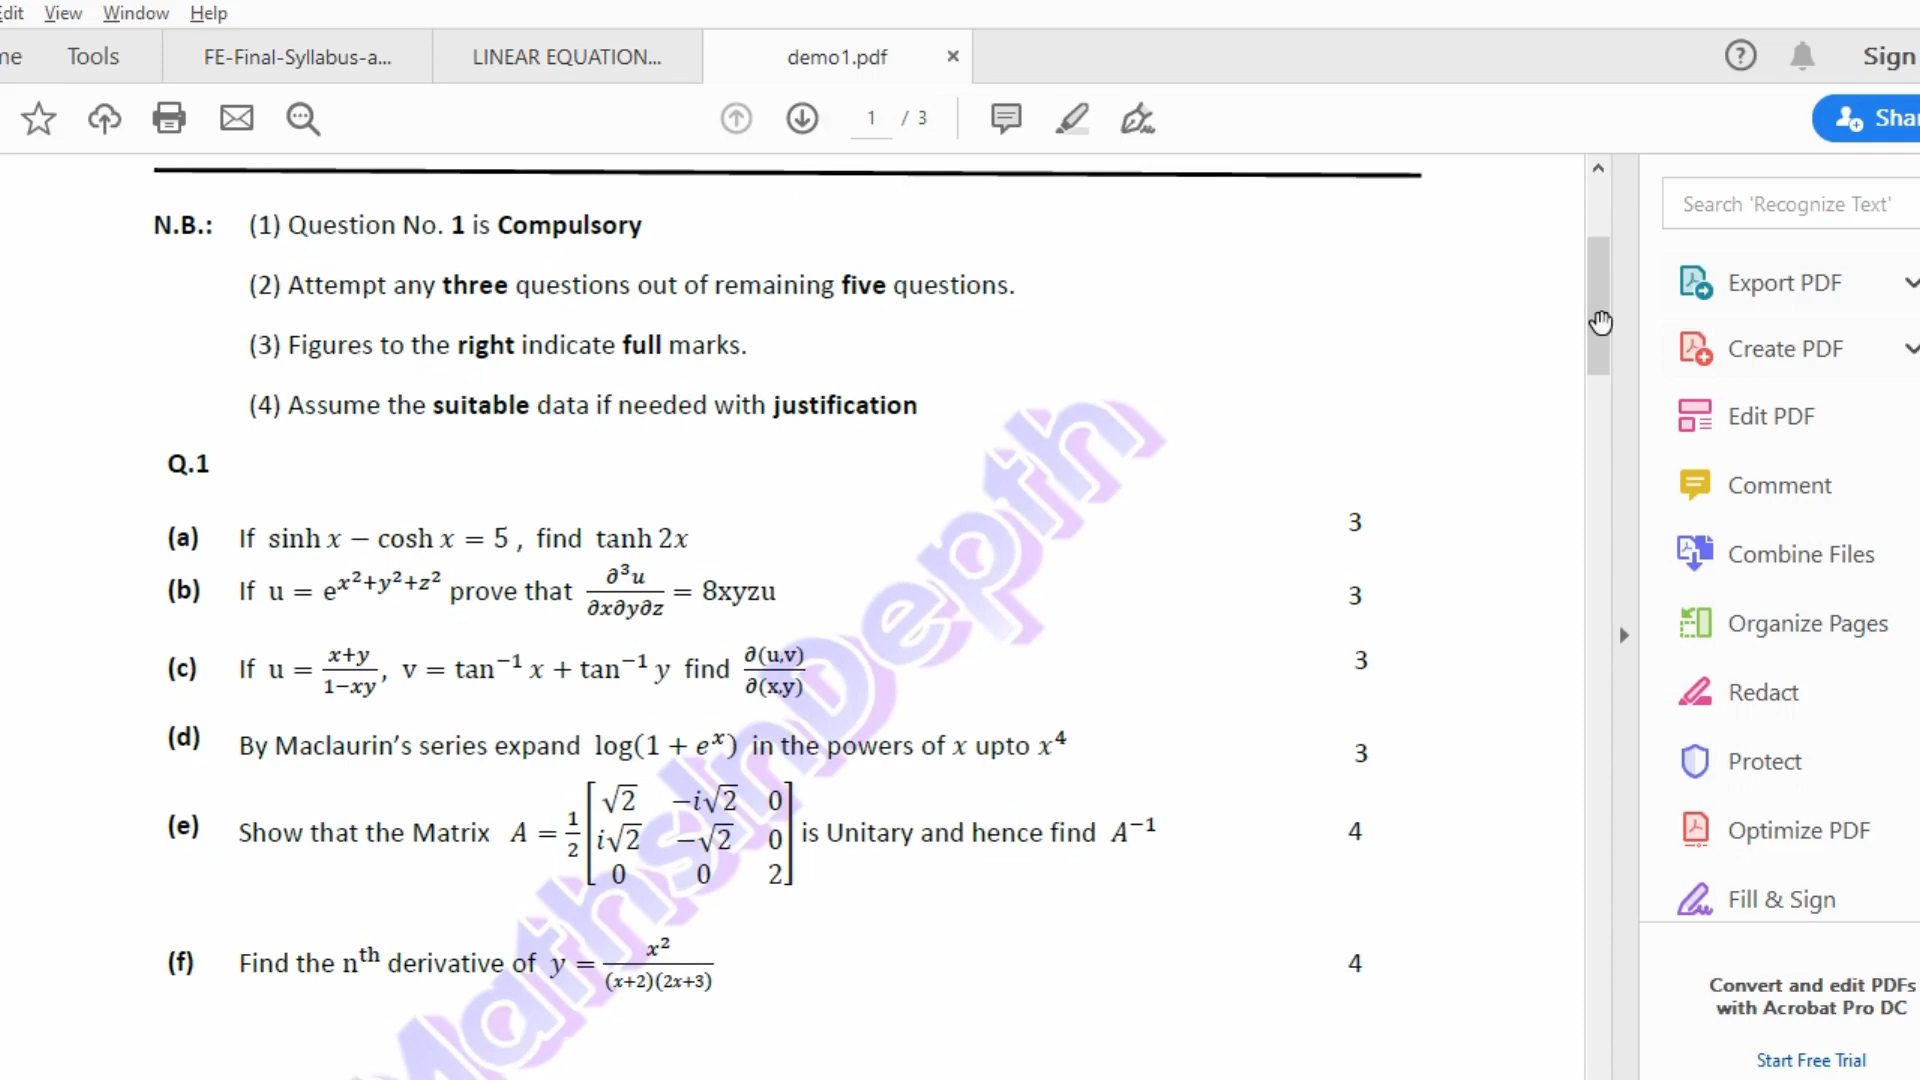 Edit View Window Help
me Tools FE-Final-Syllabus-a... LINEAR EQUATION... demo1.pdf × Sign
1 / 3 Shar
N.B.: (1) Question No. 1 is Compulsory
(2) Attempt any three questions out of remaining five questions.
(3) Figures to the right indicate full marks.
(4) Assume the suitable data if needed with justification
Q.1
(a) If sinh x − cosh x = 5 , find tanh 2x 3
(b) If u = e^{x²+y²+z²} prove that ∂³u/∂x∂y∂z = 8xyzu 3
(c) If u = (x+y)/(1−xy), v = tan⁻¹ x + tan⁻¹ y find ∂(u,v)/∂(x,y) 3
(d) By Maclaurin’s series expand log(1 + eˣ) in the powers of x upto x⁴ 3
(e) Show that the Matrix A = 1/2 [√2 −i√2 0; i√2 −√2 0; 0 0 2] is Unitary and hence find A⁻¹ 4
(f) Find the nᵗʰ derivative of y = x²/((x+2)(2x+3)) 4
MathsInDepth
Search 'Recognize Text'
Export PDF
Create PDF
Edit PDF
Comment
Combine Files
Organize Pages
Redact
Protect
Optimize PDF
Fill & Sign
Convert and edit PDFs
with Acrobat Pro DC
Start Free Trial